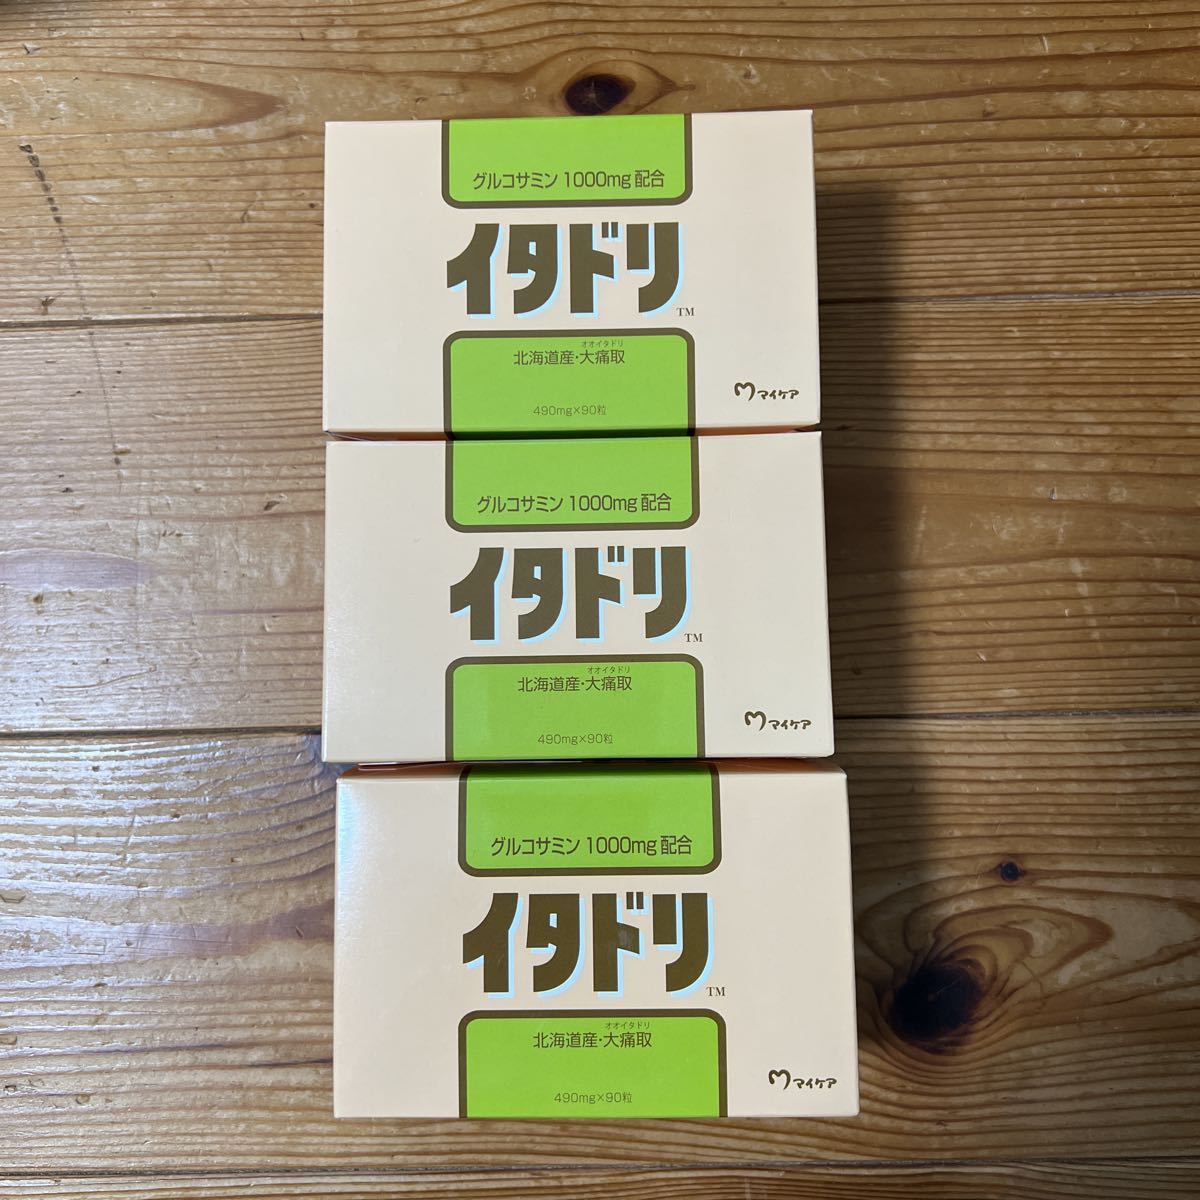 グルコサミン 1000mg 配合
イタドリ TM
オオイタドリ
北海道産・大痛取
490mg×90粒
マイケア
グルコサミン 1000mg 配合
イタドリ TM
オオイタドリ
北海道産・大痛取
490mg×90粒
マイケア
グルコサミン 1000mg 配合
イタドリ TM
オオイタドリ
北海道産・大痛取
490mg×90粒
マイケア